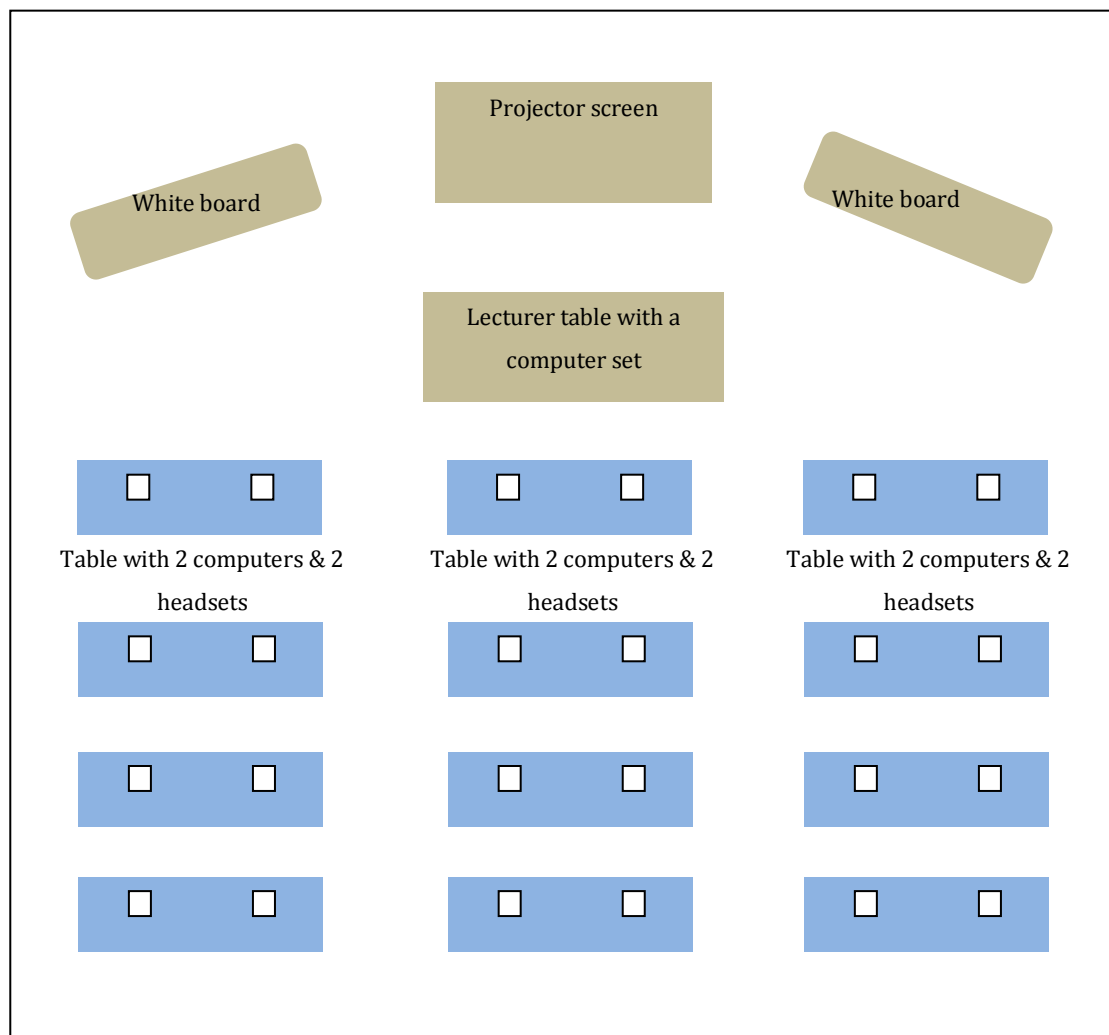 Projector screen
White board
White board
Lecturer table with a
computer set
Table with 2 computers & 2
headsets
Table with 2 computers & 2
headsets
Table with 2 computers & 2
headsets